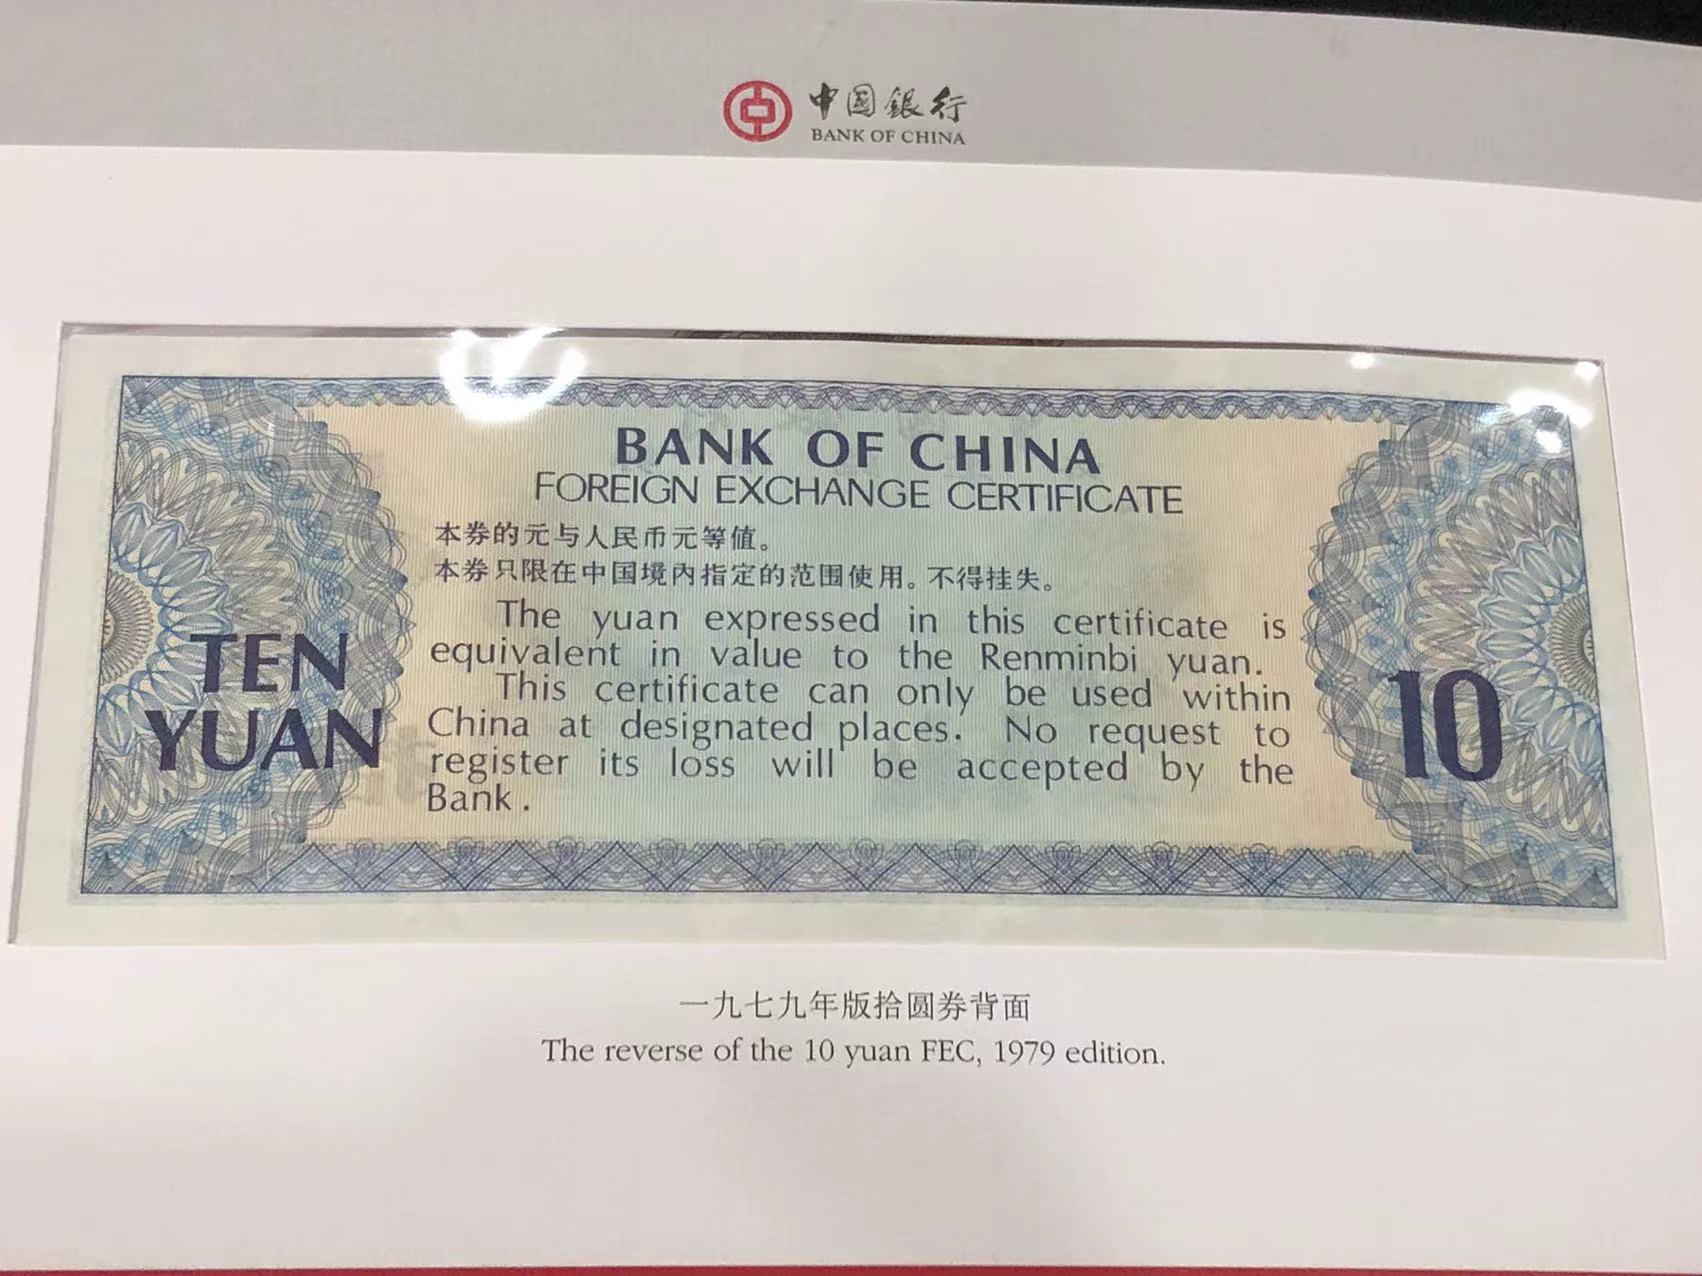 中国銀行
BANK OF CHINA
BANK OF CHINA
FOREIGN EXCHANGE CERTIFICATE
本券的元与人民币元等值。
本券只限在中国境内指定的范围使用。不得挂失。
The yuan expressed in this certificate is
equivalent in value to the Renminbi yuan.
This certificate can only be used within
China at designated places. No request to
register its loss will be accepted by the
Bank.
TEN
YUAN
10
一九七九年版拾圆券背面
The reverse of the 10 yuan FEC, 1979 edition.